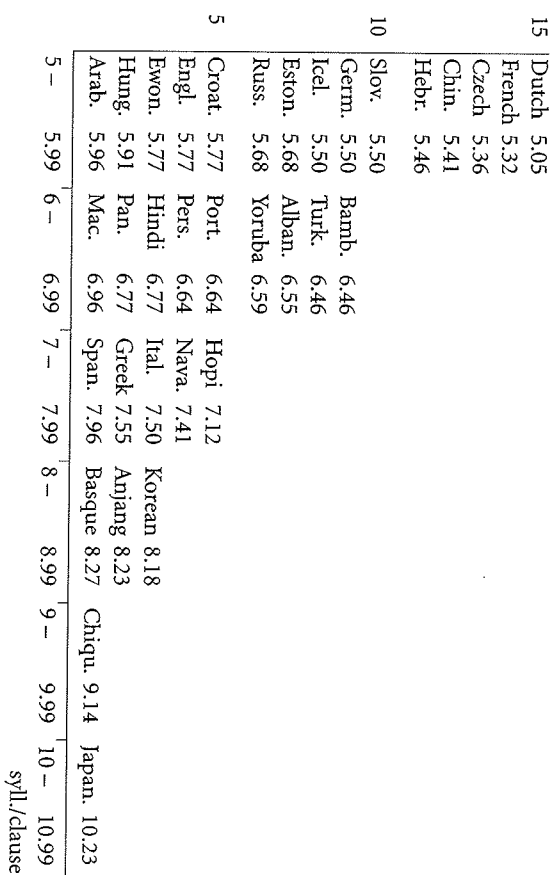 15 Dutch 5.05
French 5.32
Czech 5.36
Chin. 5.41
Hebr. 5.46
10 Slov. 5.50
Germ. 5.50 Bamb. 6.46
Icel. 5.50 Turk. 6.46
Eston. 5.68 Alban. 6.55
Russ. 5.68 Yoruba 6.59
5 Croat. 5.77 Port. 6.64 Hopi 7.12
Engl. 5.77 Pers. 6.64 Nava. 7.41
Ewon. 5.77 Hindi 6.77 Ital. 7.50 Korean 8.18
Hung. 5.91 Pan. 6.77 Greek 7.55 Anjang 8.23
Arab. 5.96 Mac. 6.96 Span. 7.96 Basque 8.27 Chiqu. 9.14 Japan. 10.23
5 – 5.99 6 – 6.99 7 – 7.99 8 – 8.99 9 – 9.99 10 – 10.99
syll./clause